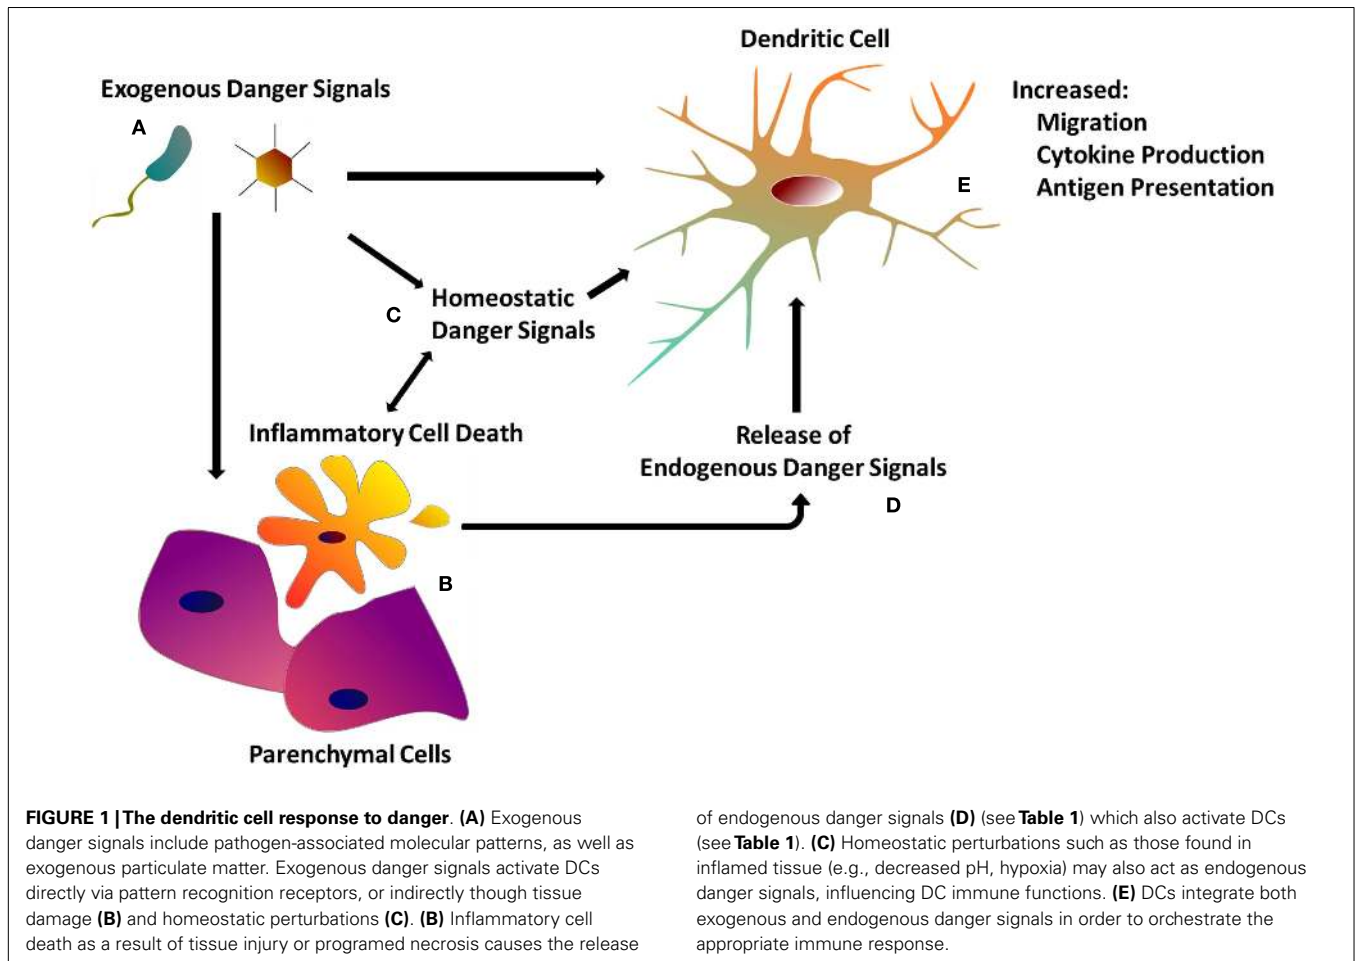 Dendritic Cell
Exogenous Danger Signals
A
Increased:
Migration
Cytokine Production
Antigen Presentation
E
C
Homeostatic
Danger Signals
Inflammatory Cell Death
Release of
Endogenous Danger Signals
D
B
Parenchymal Cells
FIGURE 1 | The dendritic cell response to danger. (A) Exogenous
danger signals include pathogen-associated molecular patterns, as well as
exogenous particulate matter. Exogenous danger signals activate DCs
directly via pattern recognition receptors, or indirectly though tissue
damage (B) and homeostatic perturbations (C). (B) Inflammatory cell
death as a result of tissue injury or programed necrosis causes the release
of endogenous danger signals (D) (see Table 1) which also activate DCs
(see Table 1). (C) Homeostatic perturbations such as those found in
inflamed tissue (e.g., decreased pH, hypoxia) may also act as endogenous
danger signals, influencing DC immune functions. (E) DCs integrate both
exogenous and endogenous danger signals in order to orchestrate the
appropriate immune response.